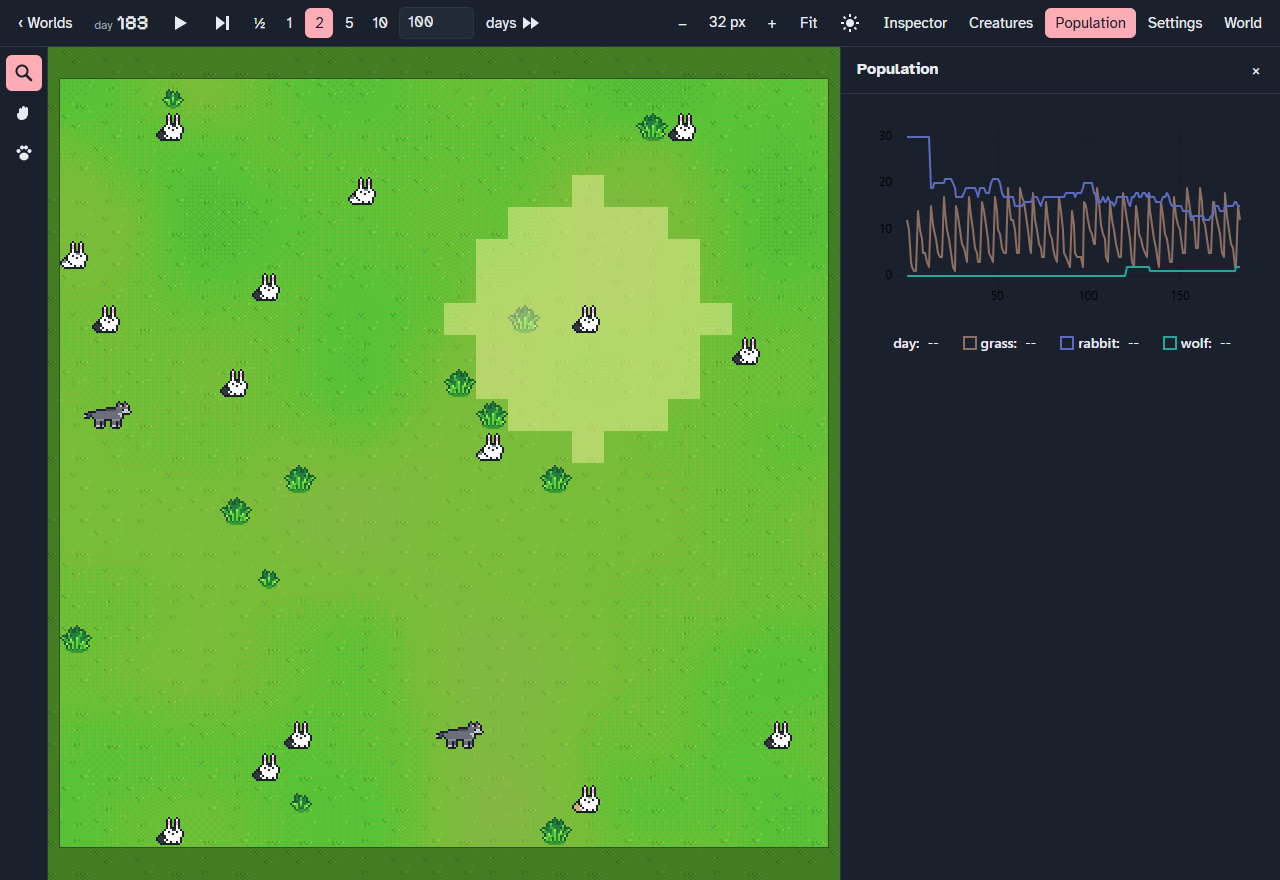 ‹ Worlds day 183 ½ 1 2 5 10 100 days – 32 px + Fit Inspector Creatures Population Settings World
Population ×
30
20
10
0
50 100 150
day: -- grass: -- rabbit: -- wolf: --